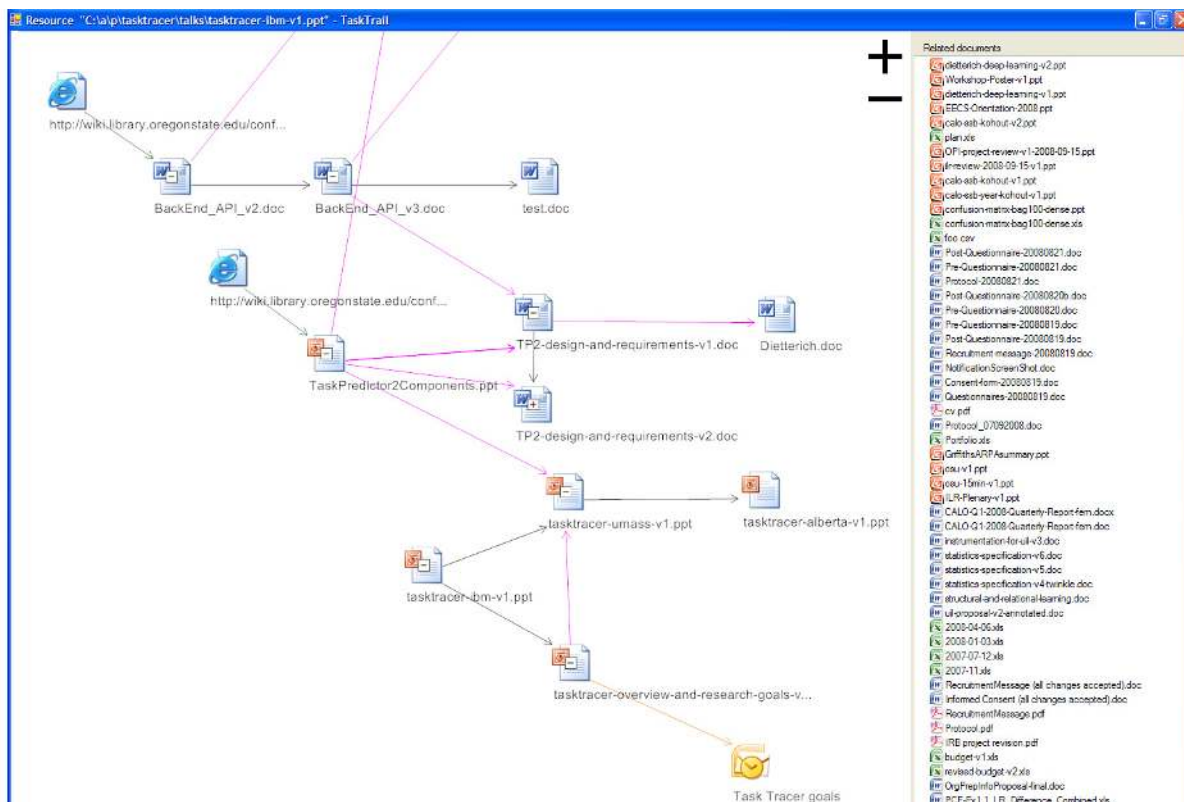 Resource "C:\a\p\tasktracer\talks\tasktracer-ibm-v1.ppt" - TaskTrail
+
−
http://wiki.library.oregonstate.edu/conf...
BackEnd_API_v2.doc
BackEnd_API_v3.doc
test.doc
http://wiki.library.oregonstate.edu/conf...
TP2-design-and-requirements-v1.doc
Dietterich.doc
TaskPredictor2Components.ppt
TP2-design-and-requirements-v2.doc
tasktracer-umass-v1.ppt
tasktracer-alberta-v1.ppt
tasktracer-ibm-v1.ppt
tasktracer-overview-and-research-goals-v...
Task Tracer goals
Related documents
dietterich-deep-learning-v2.ppt
Workshop-Poster-v1.ppt
dietterich-deep-learning-v1.ppt
EECS-Orientation-2008.ppt
calo-asb-kohout-v2.ppt
plan.xls
OPI-project-review-v1-2008-09-15.ppt
ilr-review-2008-09-15-v1.ppt
calo-asb-kohout-v1.ppt
calo-asb-year-kohout-v1.ppt
confusion-matrix-bag100-dense.ppt
confusion-matrix-bag100-dense.xls
foo.csv
Post-Questionnaire-20080821.doc
Pre-Questionnaire-20080821.doc
Protocol-20080821.doc
Post-Questionnaire-20080820b.doc
Pre-Questionnaire-20080820.doc
Pre-Questionnaire-20080819.doc
Post-Questionnaire-20080819.doc
Recruitment-message-20080819.doc
NotificationScreenShot.doc
Consent-form-20080819.doc
Questionnaires-20080819.doc
cv.pdf
Protocol_07092008.doc
Portfolio.xls
GriffithsARPAsummary.ppt
osu-v1.ppt
osu-15min-v1.ppt
ILR-Plenary-v1.ppt
CALO-Q1-2008-Quarterly-Report-fern.docx
CALO-Q1-2008-Quarterly-Report-fern.doc
instrumentation-for-uil-v3.doc
statistics-specification-v6.doc
statistics-specification-v5.doc
statistics-specification-v4-twinkle.doc
structural-and-relational-learning.doc
uil-proposal-v2-annotated.doc
2008-04-06.xls
2008-01-03.xls
2007-07-12.xls
2007-11.xls
RecruitmentMessage (all changes accepted).doc
Informed Consent (all changes accepted).doc
RecruitmentMessage.pdf
Protocol.pdf
IRB project revision.pdf
budget-v1.xls
revised-budget-v2.xls
OrgPrepInfoProposal-final.doc